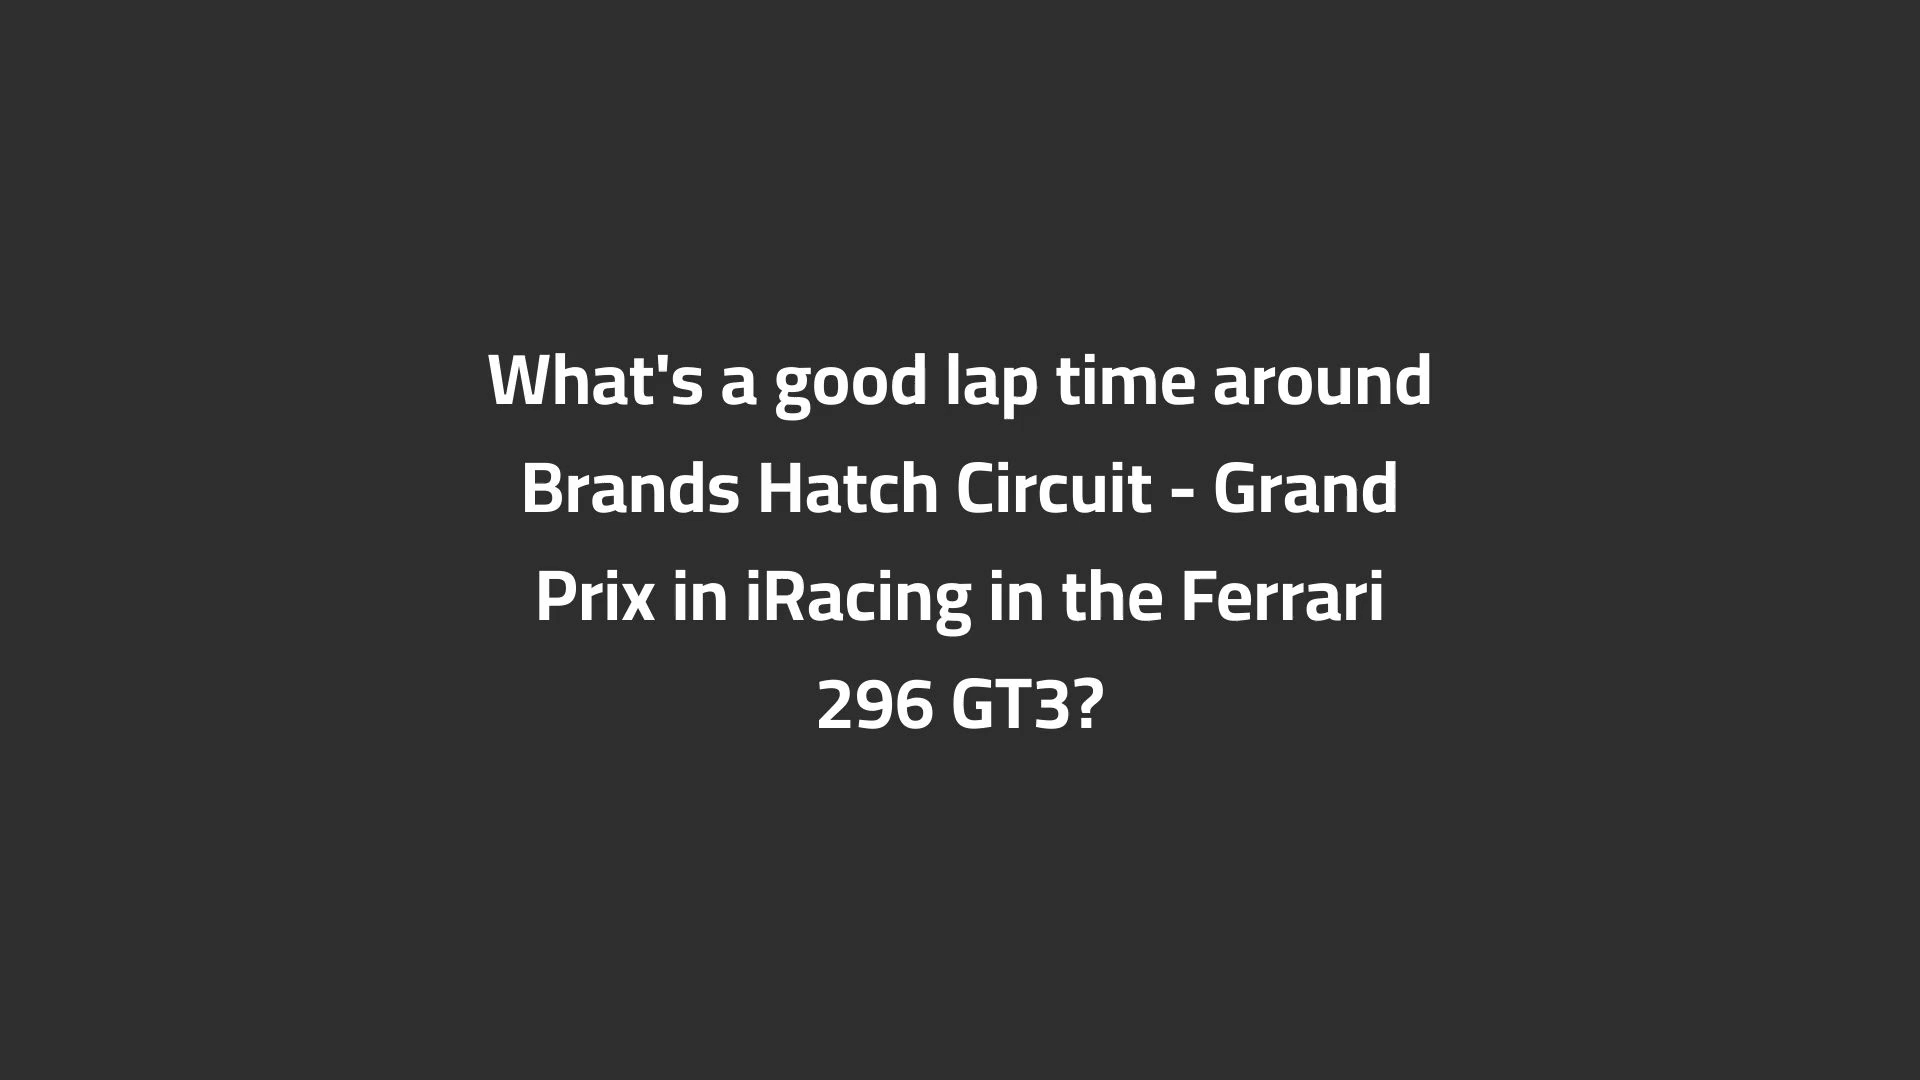 What's a good lap time around
Brands Hatch Circuit - Grand
Prix in iRacing in the Ferrari
296 GT3?